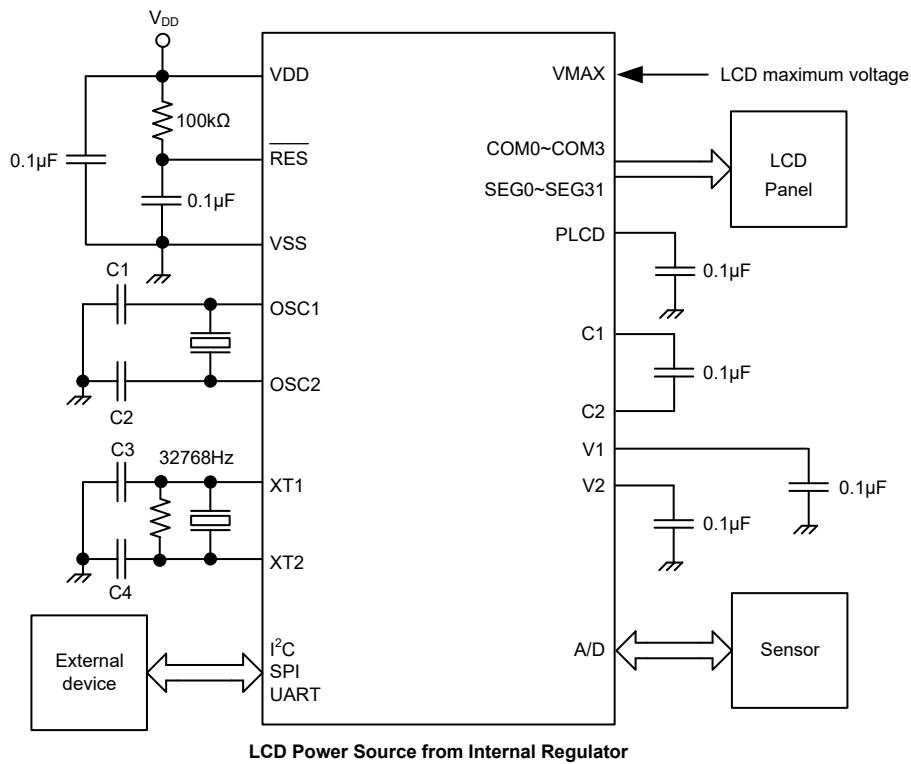 VDD
VDD
100kΩ
0.1µF
RES
0.1µF
VSS
C1
OSC1
OSC2
C2
C3
32768Hz
XT1
XT2
C4
External
device
I²C
SPI
UART
VMAX
LCD maximum voltage
COM0~COM3
SEG0~SEG31
LCD
Panel
PLCD
0.1µF
C1
0.1µF
C2
V1
0.1µF
V2
0.1µF
A/D
Sensor
LCD Power Source from Internal Regulator